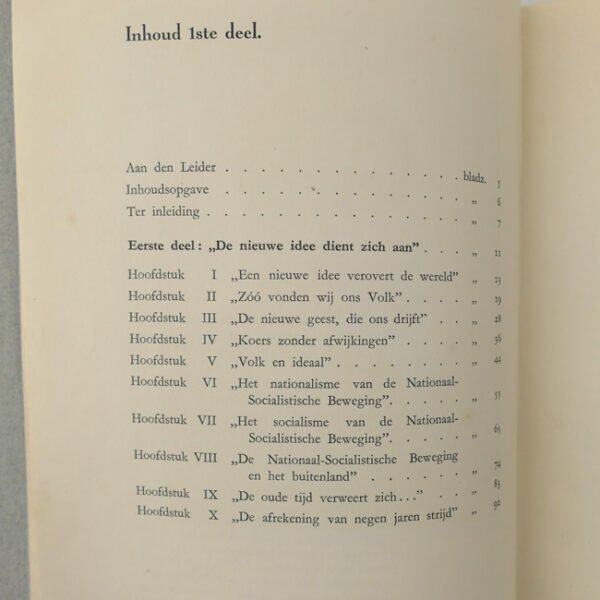 Inhoud 1ste deel.
Aan den Leider . . . . . . . . . . . . . bladz. 5
Inhoudsopgave . . . . . . . . . . . . . „ 6
Ter inleiding . . . . . . . . . . . . . . „ 7
Eerste deel: „De nieuwe idee dient zich aan” . . . „ 11
Hoofdstuk I „Een nieuwe idee verovert de wereld” „ 13
Hoofdstuk II „Zóó vonden wij ons Volk” . . . . „ 19
Hoofdstuk III „De nieuwe geest, die ons drijft” . . „ 28
Hoofdstuk IV „Koers zonder afwijkingen” . . . . „ 36
Hoofdstuk V „Volk en ideaal” . . . . . . . „ 44
Hoofdstuk VI „Het nationalisme van de Nationaal-
Socialistische Beweging”. . . . . „ 55
Hoofdstuk VII „Het socialisme van de Nationaal-
Socialistische Beweging”. . . . . „ 65
Hoofdstuk VIII „De Nationaal-Socialistische Beweging
en het buitenland” . . . . . . „ 74
Hoofdstuk IX „De oude tijd verweert zich...” . . „ 83
Hoofdstuk X „De afrekening van negen jaren strijd” „ 92